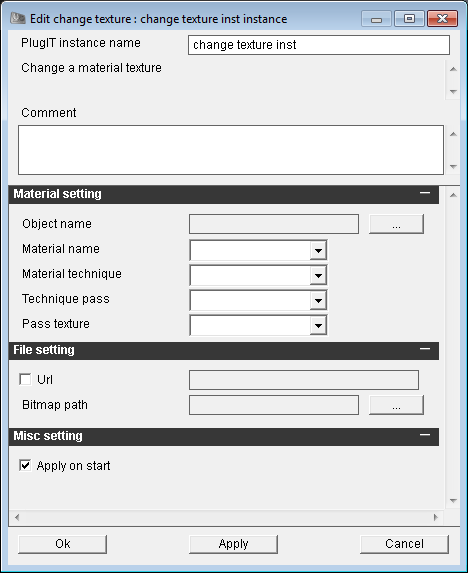 Edit change texture : change texture inst instance
PlugIT instance name change texture inst
Change a material texture
Comment
Material setting
Object name ...
Material name
Material technique
Technique pass
Pass texture
File setting
Url
Bitmap path ...
Misc setting
Apply on start
Ok Apply Cancel